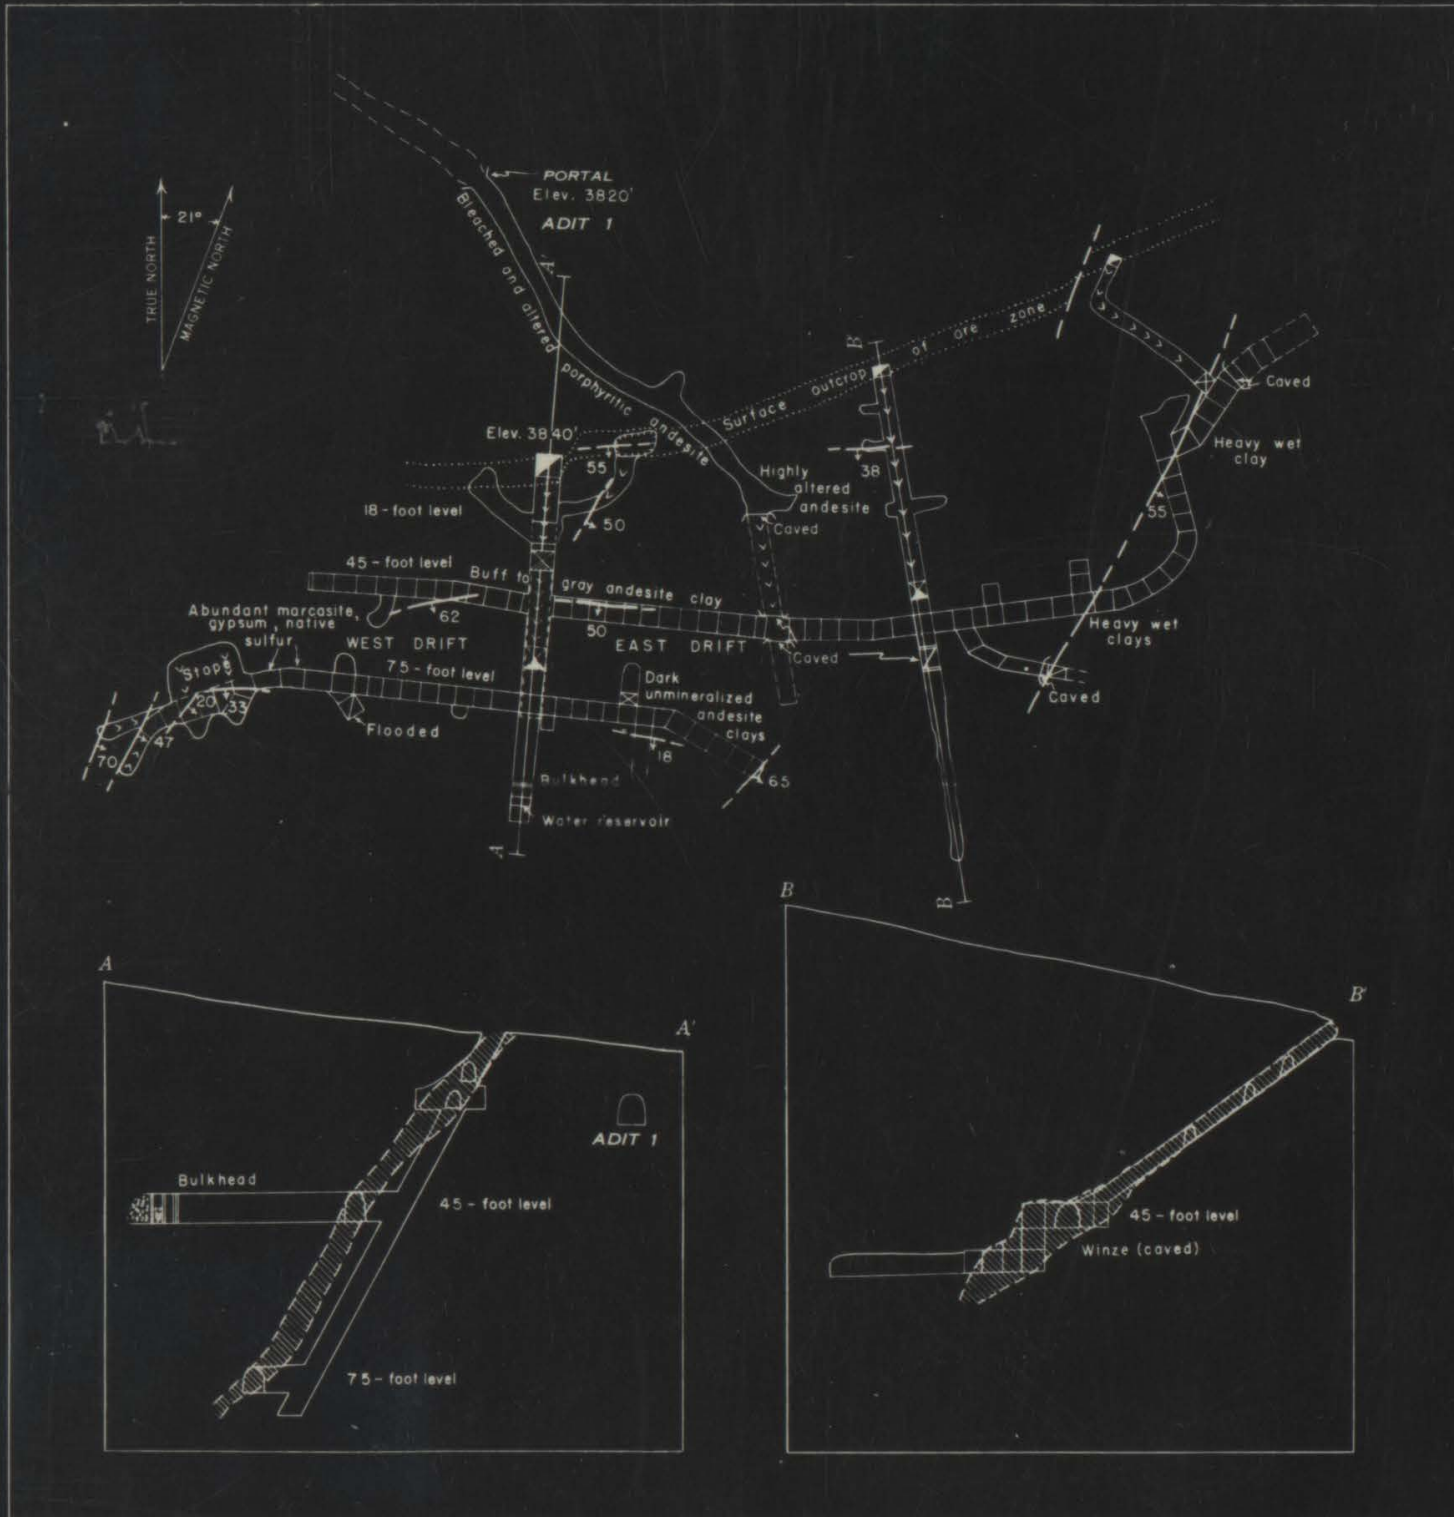 PORTAL
Elev. 3820'
ADIT 1
21°
TRUE NORTH
MAGNETIC NORTH
Bleached and altered porphyritic andesite
A'
B'
Surface outcrop of ore zone
Caved
Heavy wet
clay
Elev. 3840'
55
50
38
Highly
altered
andesite
Caved
55
18-foot level
45-foot level
Buff to gray andesite clay
62
50
Abundant marcasite,
gypsum, native
sulfur
WEST DRIFT
EAST DRIFT
Heavy wet
clays
Caved
Caved
75-foot level
Stope
20
33
47
70
Flooded
Dark
unmineralized
andesite
clays
18
65
Bulkhead
Water reservoir
A
B
A
A'
Bulkhead
ADIT 1
45-foot level
75-foot level
B
B'
45-foot level
Winze (caved)